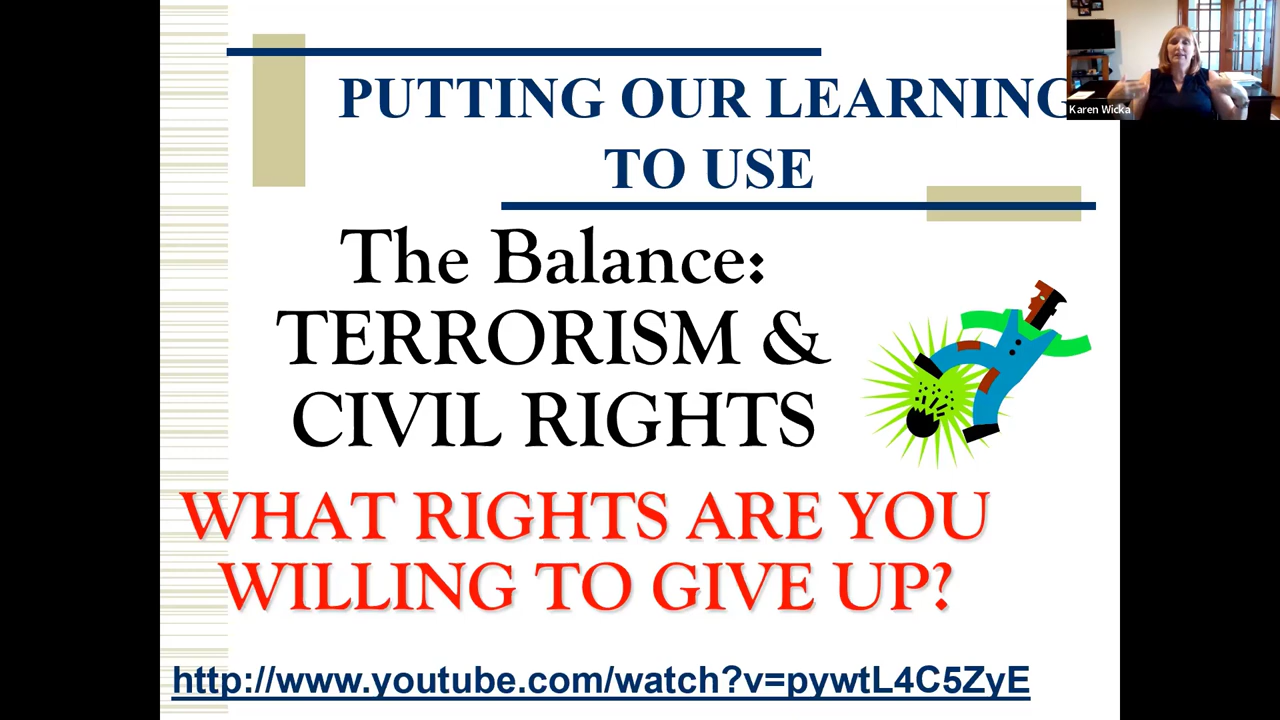 PUTTING OUR LEARNING
TO USE
Karen Wicka
The Balance:
TERRORISM &
CIVIL RIGHTS
WHAT RIGHTS ARE YOU
WILLING TO GIVE UP?
http://www.youtube.com/watch?v=pywtL4C5ZyE